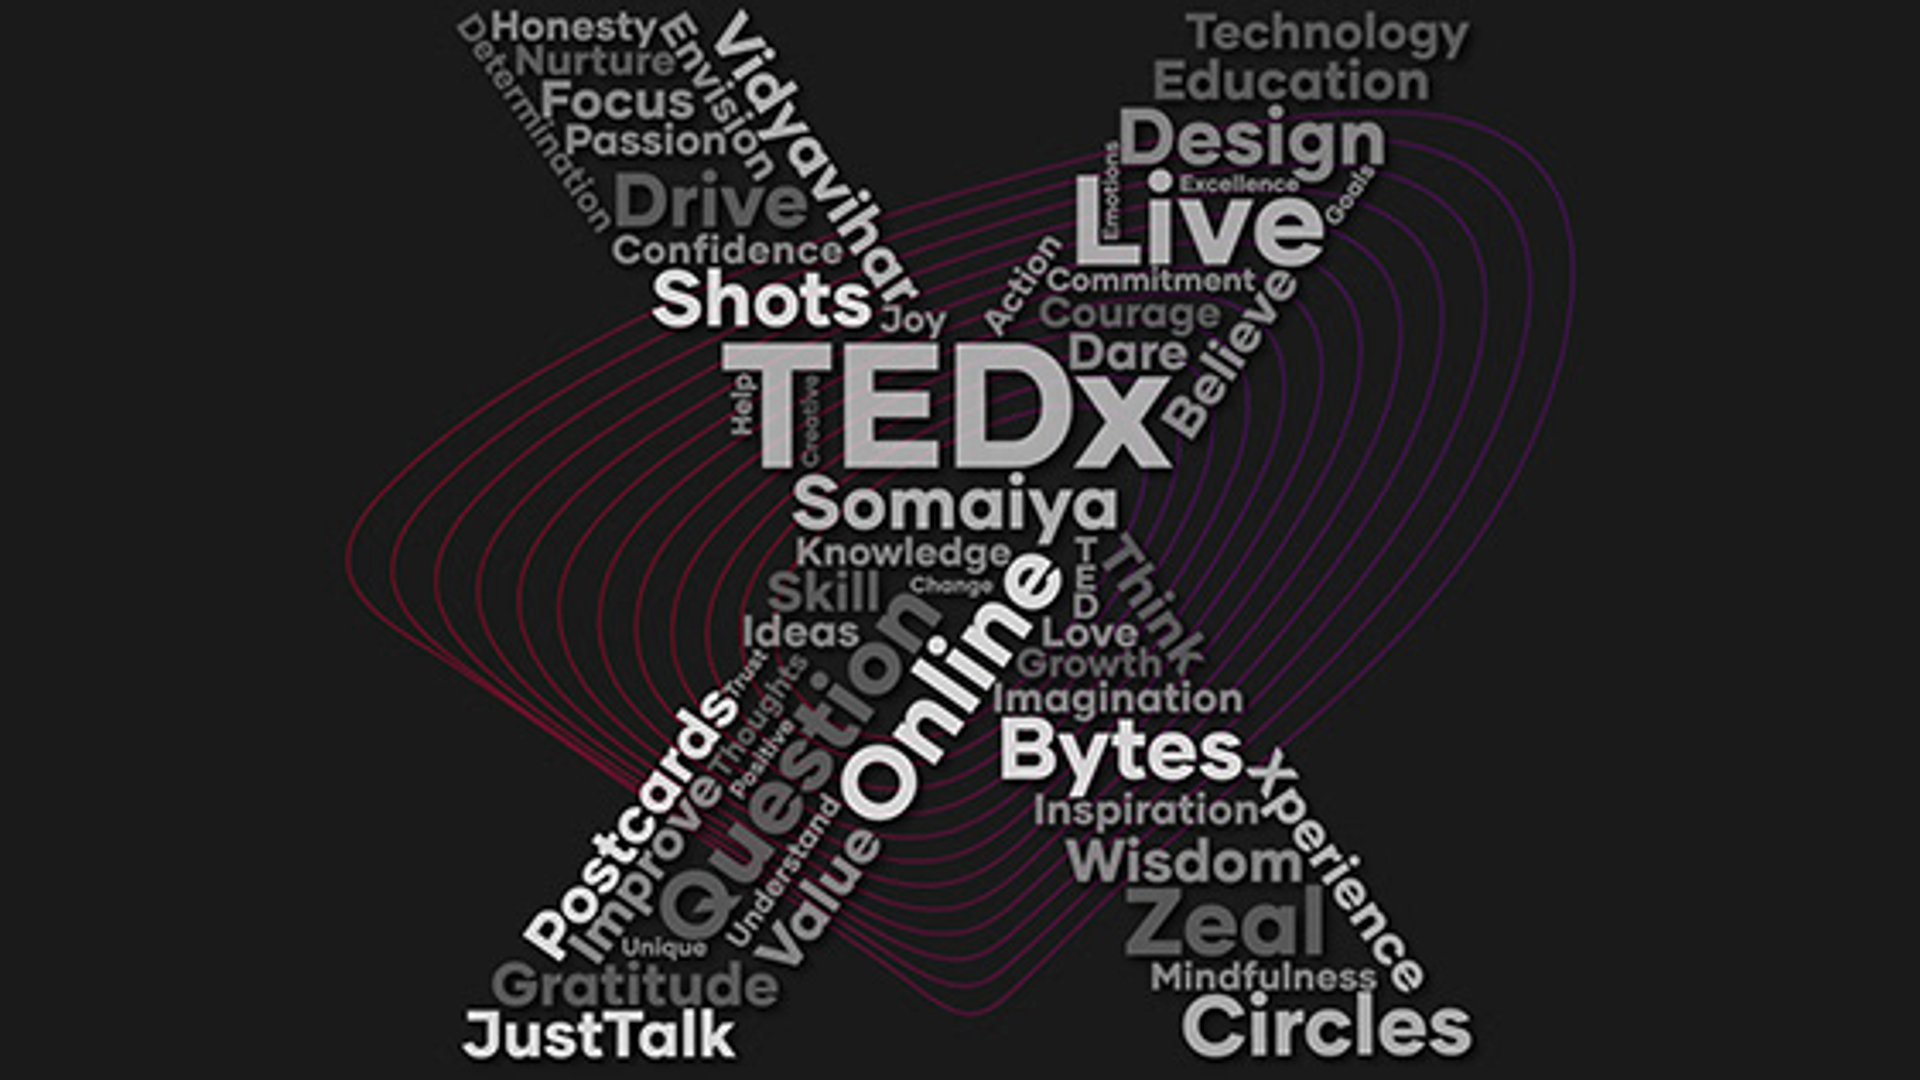 Honesty
Determination
Nurture
Envision
Vidyavihar
Focus
Passion
Drive
Confidence
Shots
Joy
Technology
Education
Design
Emotions
Excellence
Live
Goals
Action
Commitment
Courage
Believe
Dare
TEDx
Help
Creative
Somaiya
Knowledge
TED
Think
Skill
Change
Ideas
Love
Growth
Online
Question
Trust
Thoughts
Positive
Imagination
Postcards
Bytes
Improve
Xperience
Inspiration
Understand
Value
Wisdom
Zeal
Unique
Gratitude
Mindfulness
JustTalk
Circles